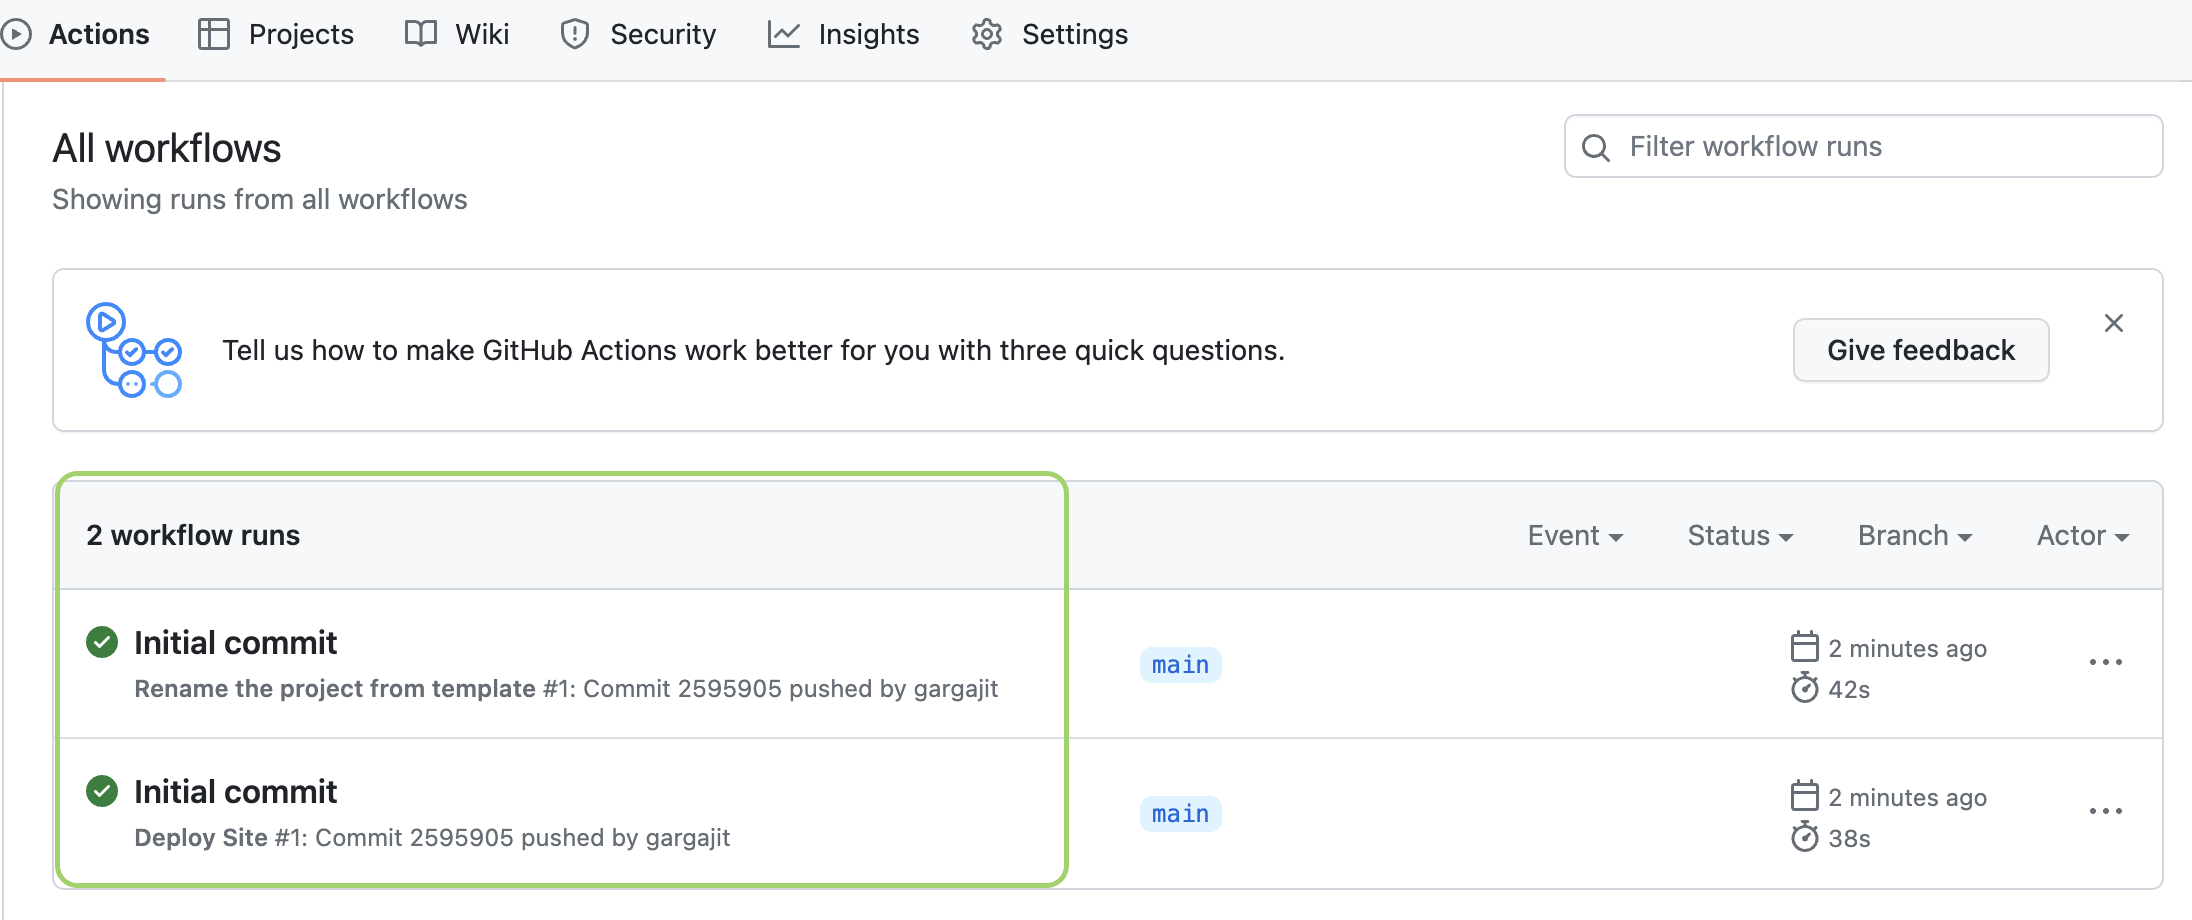 Actions Projects Wiki Security Insights Settings
All workflows
Filter workflow runs
Showing runs from all workflows
Tell us how to make GitHub Actions work better for you with three quick questions.
Give feedback
2 workflow runs
Event Status Branch Actor
Initial commit
Rename the project from template #1: Commit 2595905 pushed by gargajit
main
2 minutes ago
42s
Initial commit
Deploy Site #1: Commit 2595905 pushed by gargajit
main
2 minutes ago
38s